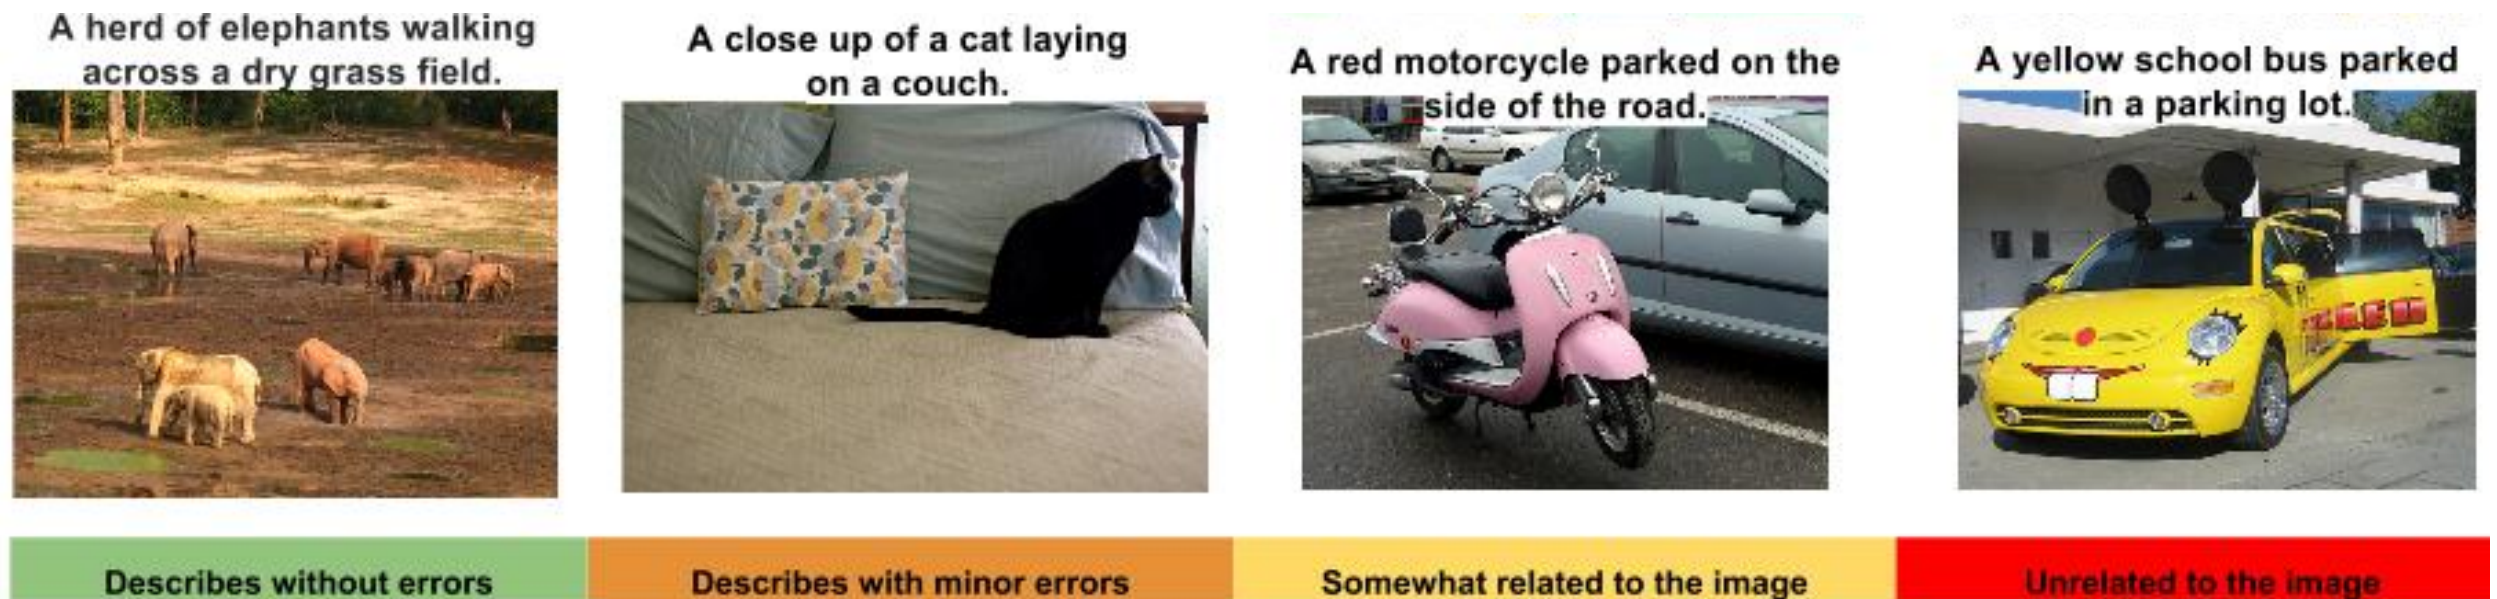 A herd of elephants walking
across a dry grass field.
A close up of a cat laying
on a couch.
A red motorcycle parked on the
side of the road.
A yellow school bus parked
in a parking lot.
Describes without errors
Describes with minor errors
Somewhat related to the image
Unrelated to the image